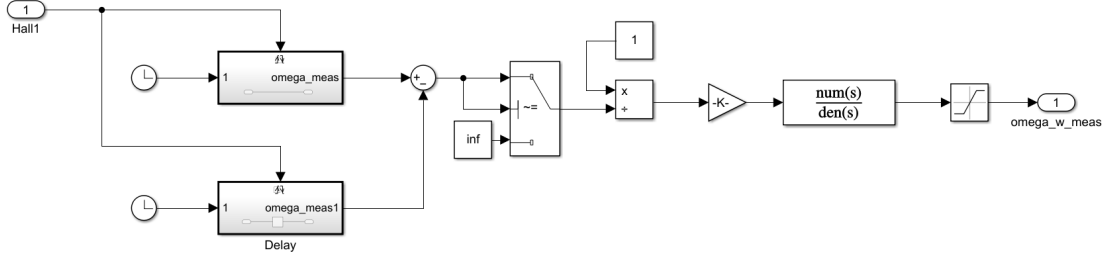 1
Hall1
1
omega_meas
+
−
1
~=
inf
x
÷
-K-
num(s)
den(s)
1
omega_w_meas
1
omega_meas1
Delay